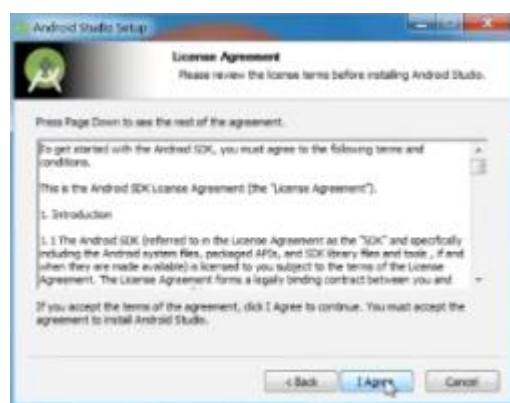 Android Studio Setup
License Agreement
Please review the license terms before installing Android Studio.
Press Page Down to see the rest of the agreement.
To get started with the Android SDK, you must agree to the following terms and
conditions.
This is the Android SDK License Agreement (the "License Agreement").
1. Introduction
1.1 The Android SDK (referred to in the License Agreement as the "SDK" and specifically
including the Android system files, packaged APIs, and SDK library files and tools , if and
when they are made available) is licensed to you subject to the terms of the License
Agreement. The License Agreement forms a legally binding contract between you and
If you accept the terms of the agreement, click I Agree to continue. You must accept the
agreement to install Android Studio.
< Back
I Agree
Cancel